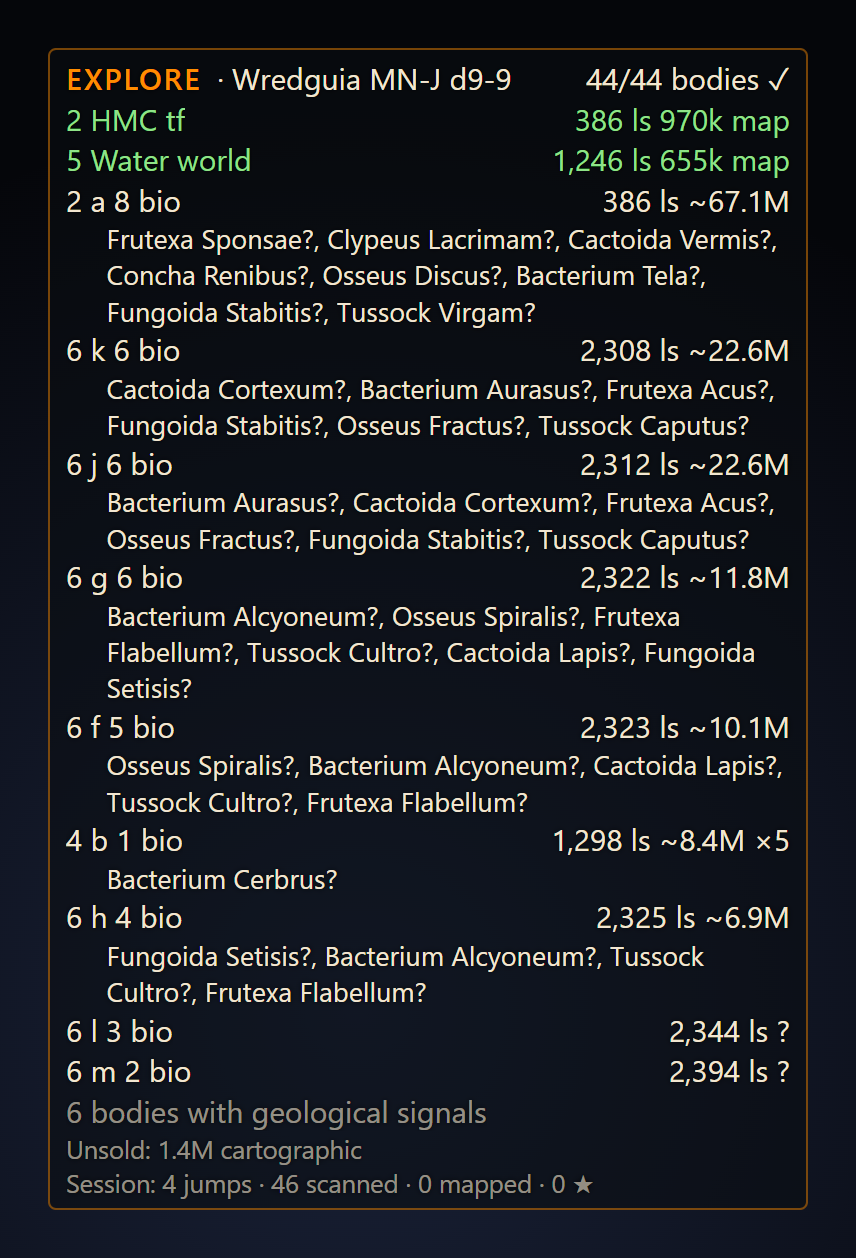 EXPLORE · Wredguia MN-J d9-9 44/44 bodies ✓
2 HMC tf 386 ls 970k map
5 Water world 1,246 ls 655k map
2 a 8 bio 386 ls ~67.1M
Frutexa Sponsae?, Clypeus Lacrimam?, Cactoida Vermis?,
Concha Renibus?, Osseus Discus?, Bacterium Tela?,
Fungoida Stabitis?, Tussock Virgam?
6 k 6 bio 2,308 ls ~22.6M
Cactoida Cortexum?, Bacterium Aurasus?, Frutexa Acus?,
Fungoida Stabitis?, Osseus Fractus?, Tussock Caputus?
6 j 6 bio 2,312 ls ~22.6M
Bacterium Aurasus?, Cactoida Cortexum?, Frutexa Acus?,
Osseus Fractus?, Fungoida Stabitis?, Tussock Caputus?
6 g 6 bio 2,322 ls ~11.8M
Bacterium Alcyoneum?, Osseus Spiralis?, Frutexa
Flabellum?, Tussock Cultro?, Cactoida Lapis?, Fungoida
Setisis?
6 f 5 bio 2,323 ls ~10.1M
Osseus Spiralis?, Bacterium Alcyoneum?, Cactoida Lapis?,
Tussock Cultro?, Frutexa Flabellum?
4 b 1 bio 1,298 ls ~8.4M ×5
Bacterium Cerbrus?
6 h 4 bio 2,325 ls ~6.9M
Fungoida Setisis?, Bacterium Alcyoneum?, Tussock
Cultro?, Frutexa Flabellum?
6 l 3 bio 2,344 ls ?
6 m 2 bio 2,394 ls ?
6 bodies with geological signals
Unsold: 1.4M cartographic
Session: 4 jumps · 46 scanned · 0 mapped · 0 ★